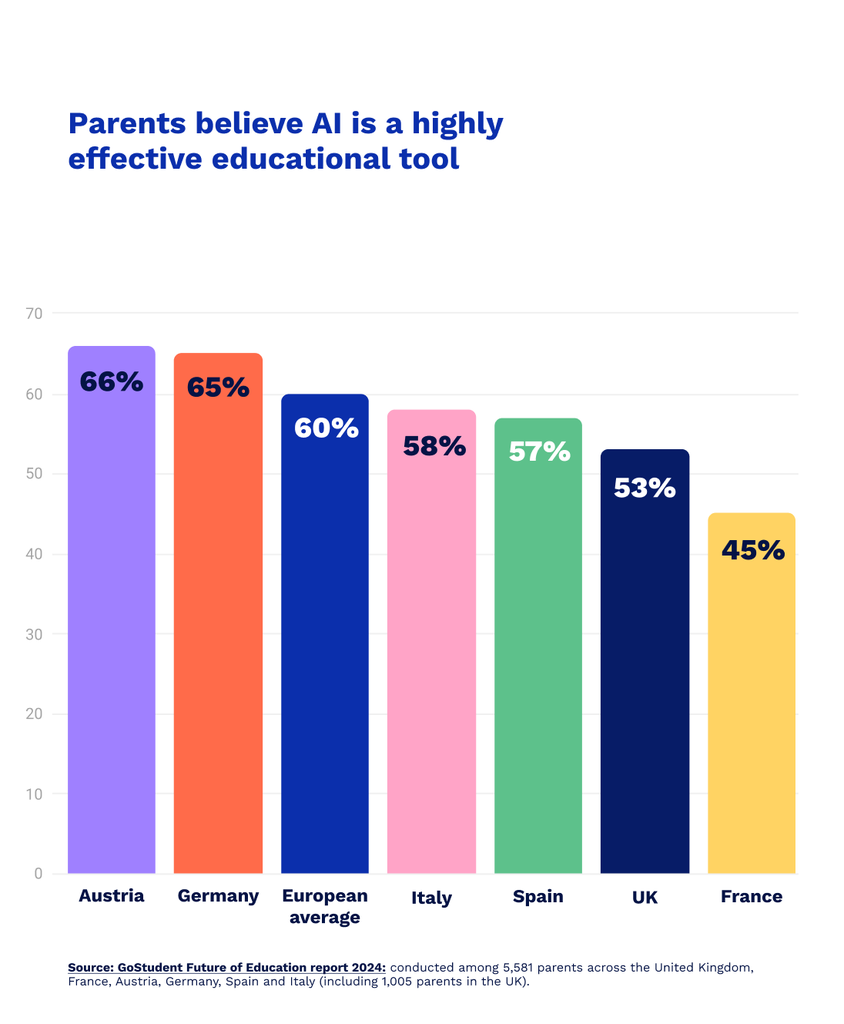 Parents believe AI is a highly
effective educational tool
70
60
50
40
30
20
10
0
66%
65%
60%
58%
57%
53%
45%
Austria
Germany
European
average
Italy
Spain
UK
France
Source: GoStudent Future of Education report 2024: conducted among 5,581 parents across the United Kingdom,
France, Austria, Germany, Spain and Italy (including 1,005 parents in the UK).